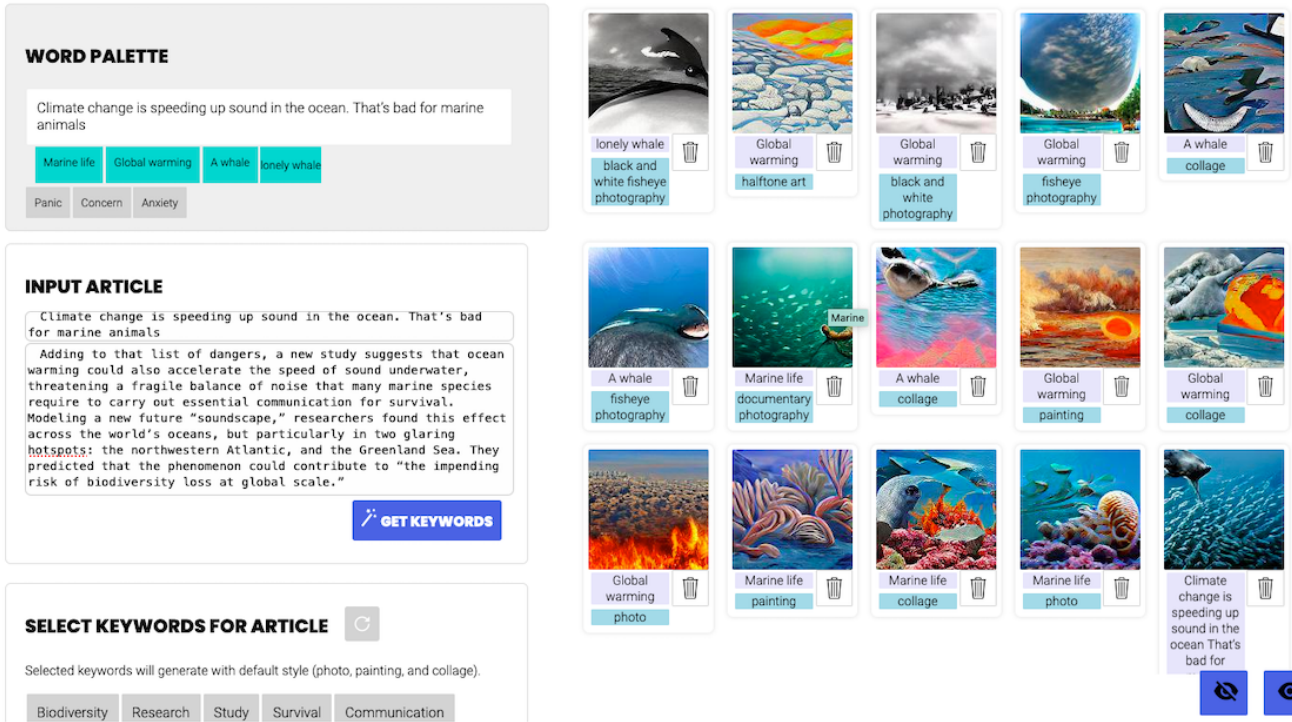 WORD PALETTE
Climate change is speeding up sound in the ocean. That's bad for marine
animals
Marine life
Global warming
A whale
lonely whale
Panic
Concern
Anxiety
INPUT ARTICLE
Climate change is speeding up sound in the ocean. That's bad
for marine animals
Adding to that list of dangers, a new study suggests that ocean
warming could also accelerate the speed of sound underwater,
threatening a fragile balance of noise that many marine species
require to carry out essential communication for survival.
Modeling a new future “soundscape,” researchers found this effect
across the world's oceans, but particularly in two glaring
hotspots: the northwestern Atlantic, and the Greenland Sea. They
predicted that the phenomenon could contribute to “the impending
risk of biodiversity loss at global scale.”
GET KEYWORDS
SELECT KEYWORDS FOR ARTICLE
Selected keywords will generate with default style (photo, painting, and collage).
Biodiversity
Research
Study
Survival
Communication
lonely whale
black and
white fisheye
photography
Global
warming
halftone art
Global
warming
black and
white
photography
Global
warming
fisheye
photography
A whale
collage
A whale
fisheye
photography
Marine
Marine life
documentary
photography
A whale
collage
Global
warming
painting
Global
warming
collage
Global
warming
photo
Marine life
painting
Marine life
collage
Marine life
photo
Climate
change is
speeding up
sound in the
ocean That's
bad for